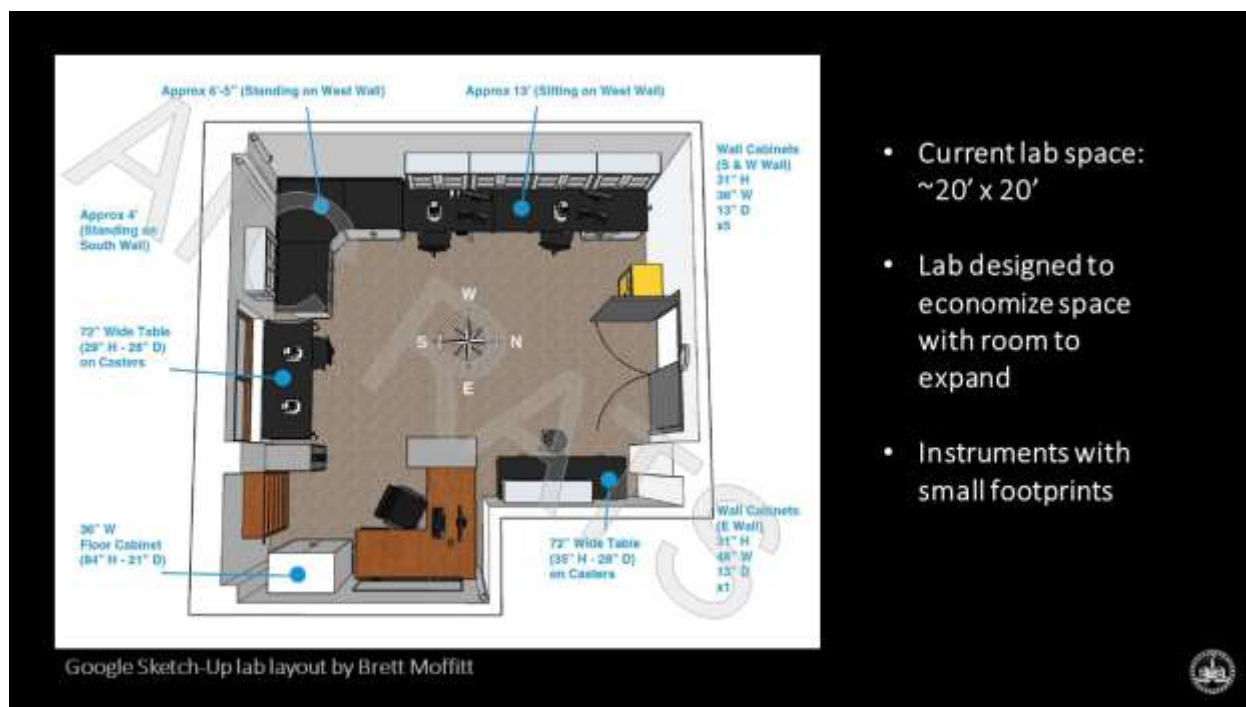 Approx 6'-5" (Standing on West Wall)
Approx 13' (Sitting on West Wall)
Wall Cabinets
(S & W Wall)
31" H
36" W
13" D
x5
Approx 4'
(Standing on
South Wall)
72" Wide Table
(29" H - 28" D)
on Casters
W
S
N
E
36" W
Floor Cabinet
(84" H - 21" D)
72" Wide Table
(35" H - 28" D)
on Casters
Wall Cabinets
(E Wall)
31" H
48" W
13" D
x1
Google Sketch-Up lab layout by Brett Moffitt
• Current lab space:
~20' x 20'
• Lab designed to
economize space
with room to
expand
• Instruments with
small footprints